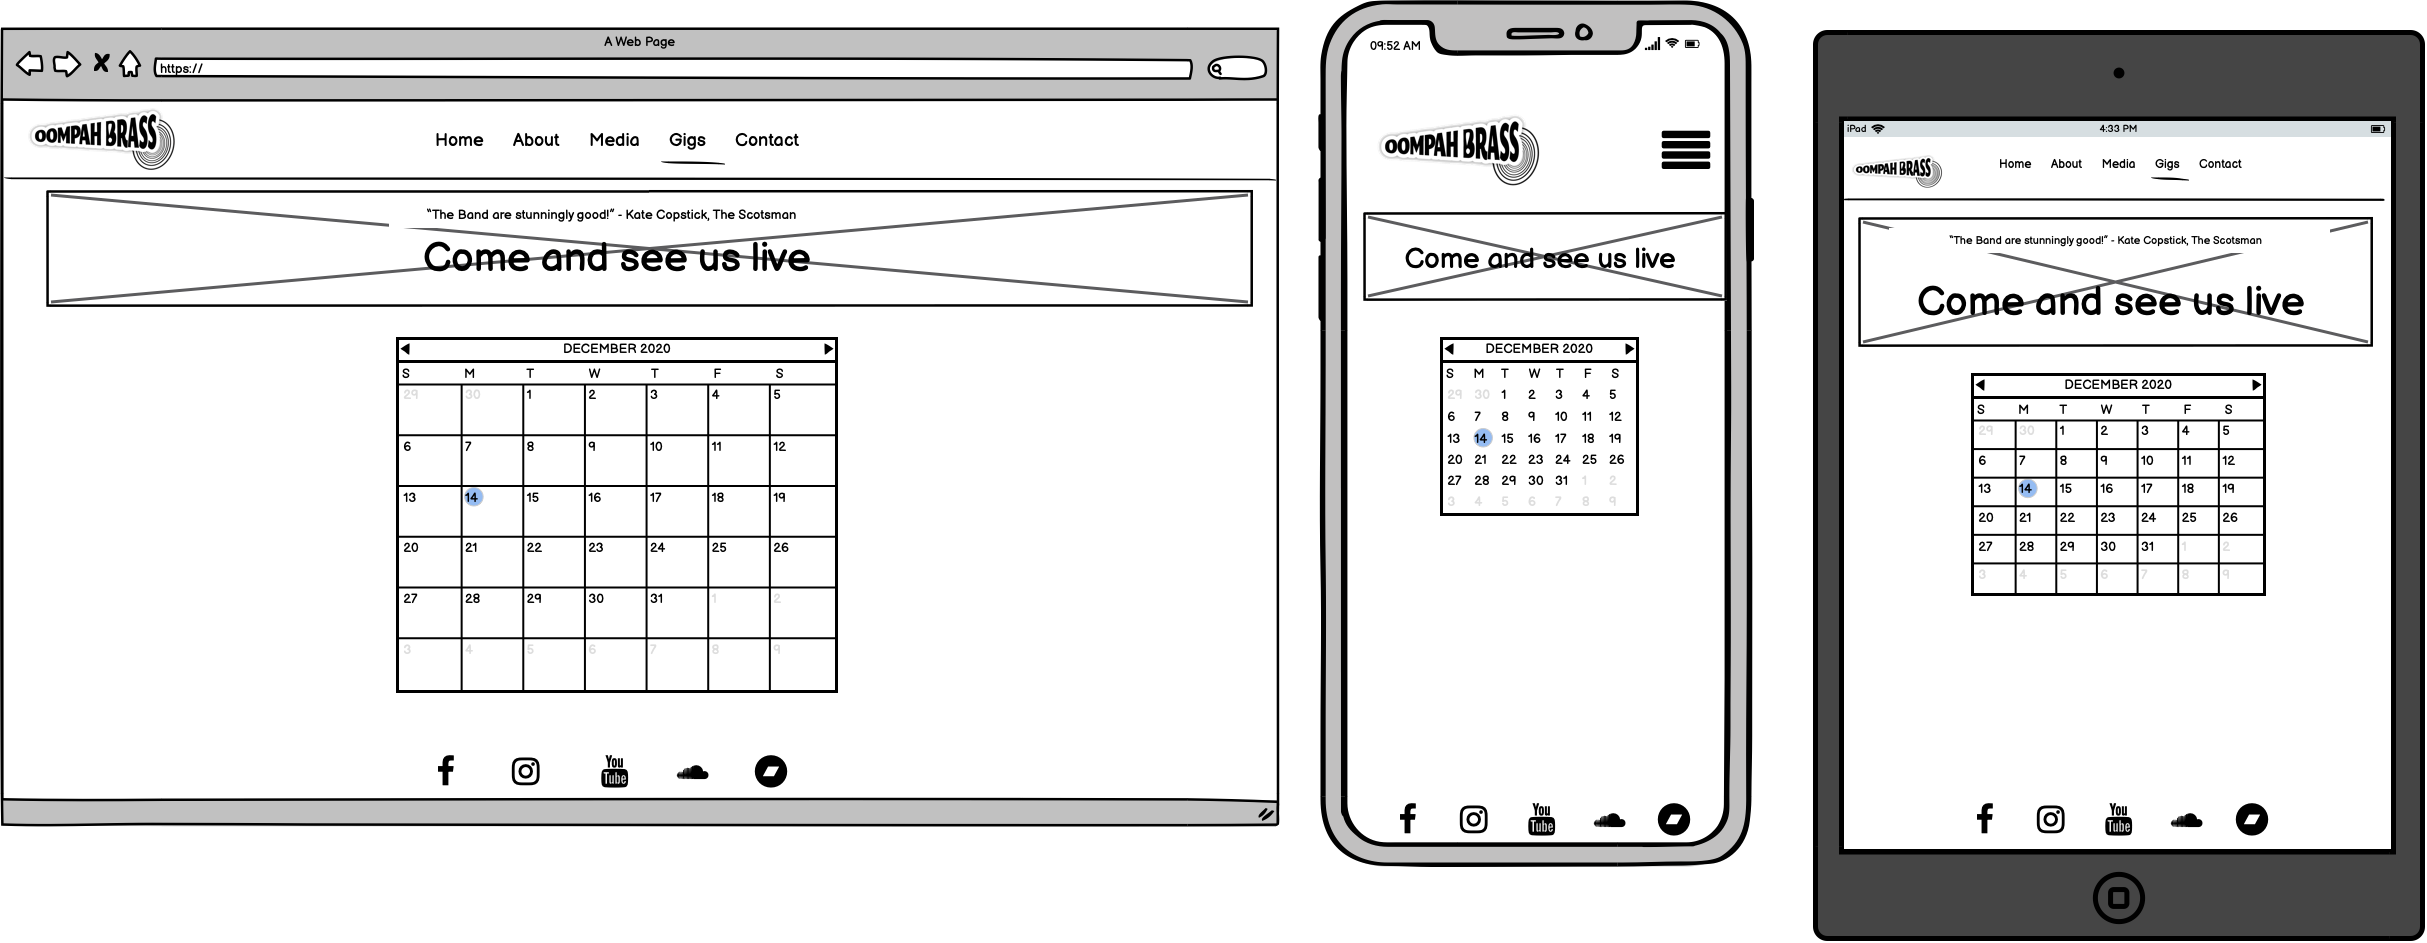 A Web Page
https://
OOMPAH BRASS
Home About Media Gigs Contact
"The Band are stunningly good!" - Kate Copstick, The Scotsman
Come and see us live
DECEMBER 2020
S M T W T F S
29 30 1 2 3 4 5
6 7 8 9 10 11 12
13 14 15 16 17 18 19
20 21 22 23 24 25 26
27 28 29 30 31 1 2
3 4 5 6 7 8 9
You
Tube
09:52 AM
OOMPAH BRASS
Come and see us live
DECEMBER 2020
S M T W T F S
29 30 1 2 3 4 5
6 7 8 9 10 11 12
13 14 15 16 17 18 19
20 21 22 23 24 25 26
27 28 29 30 31 1 2
3 4 5 6 7 8 9
You
Tube
iPad 4:33 PM
OOMPAH BRASS
Home About Media Gigs Contact
"The Band are stunningly good!" - Kate Copstick, The Scotsman
Come and see us live
DECEMBER 2020
S M T W T F S
29 30 1 2 3 4 5
6 7 8 9 10 11 12
13 14 15 16 17 18 19
20 21 22 23 24 25 26
27 28 29 30 31 1 2
3 4 5 6 7 8 9
You
Tube